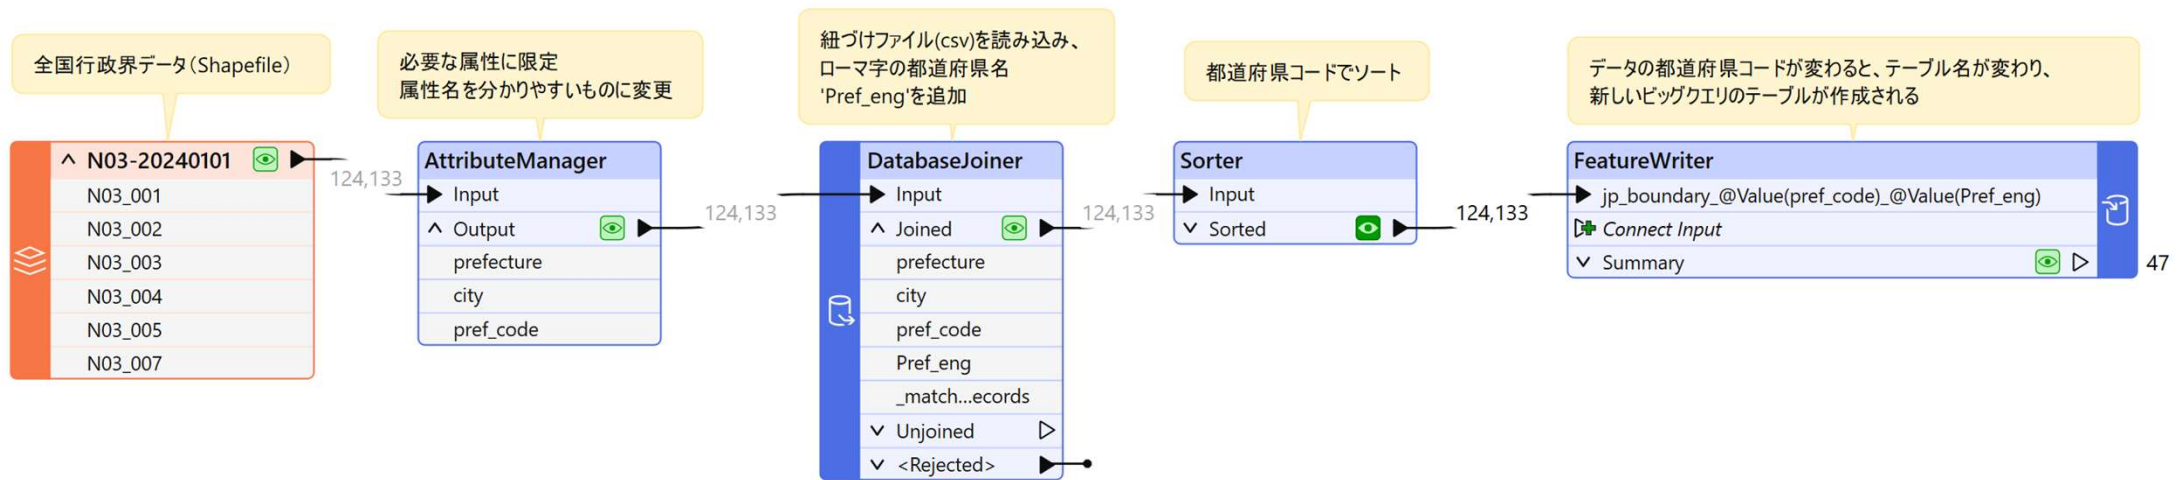 全国行政界データ(Shapefile)
必要な属性に限定
属性名を分かりやすいものに変更
紐づけファイル(csv)を読み込み、
ローマ字の都道府県名
'Pref_eng'を追加
都道府県コードでソート
データの都道府県コードが変わると、テーブル名が変わり、
新しいビッグクエリのテーブルが作成される
N03-20240101
N03_001
N03_002
N03_003
N03_004
N03_005
N03_007
124,133
AttributeManager
Input
Output
prefecture
city
pref_code
124,133
DatabaseJoiner
Input
Joined
prefecture
city
pref_code
Pref_eng
_match...ecords
Unjoined
<Rejected>
124,133
Sorter
Input
Sorted
124,133
FeatureWriter
jp_boundary_@Value(pref_code)_@Value(Pref_eng)
Connect Input
Summary
47